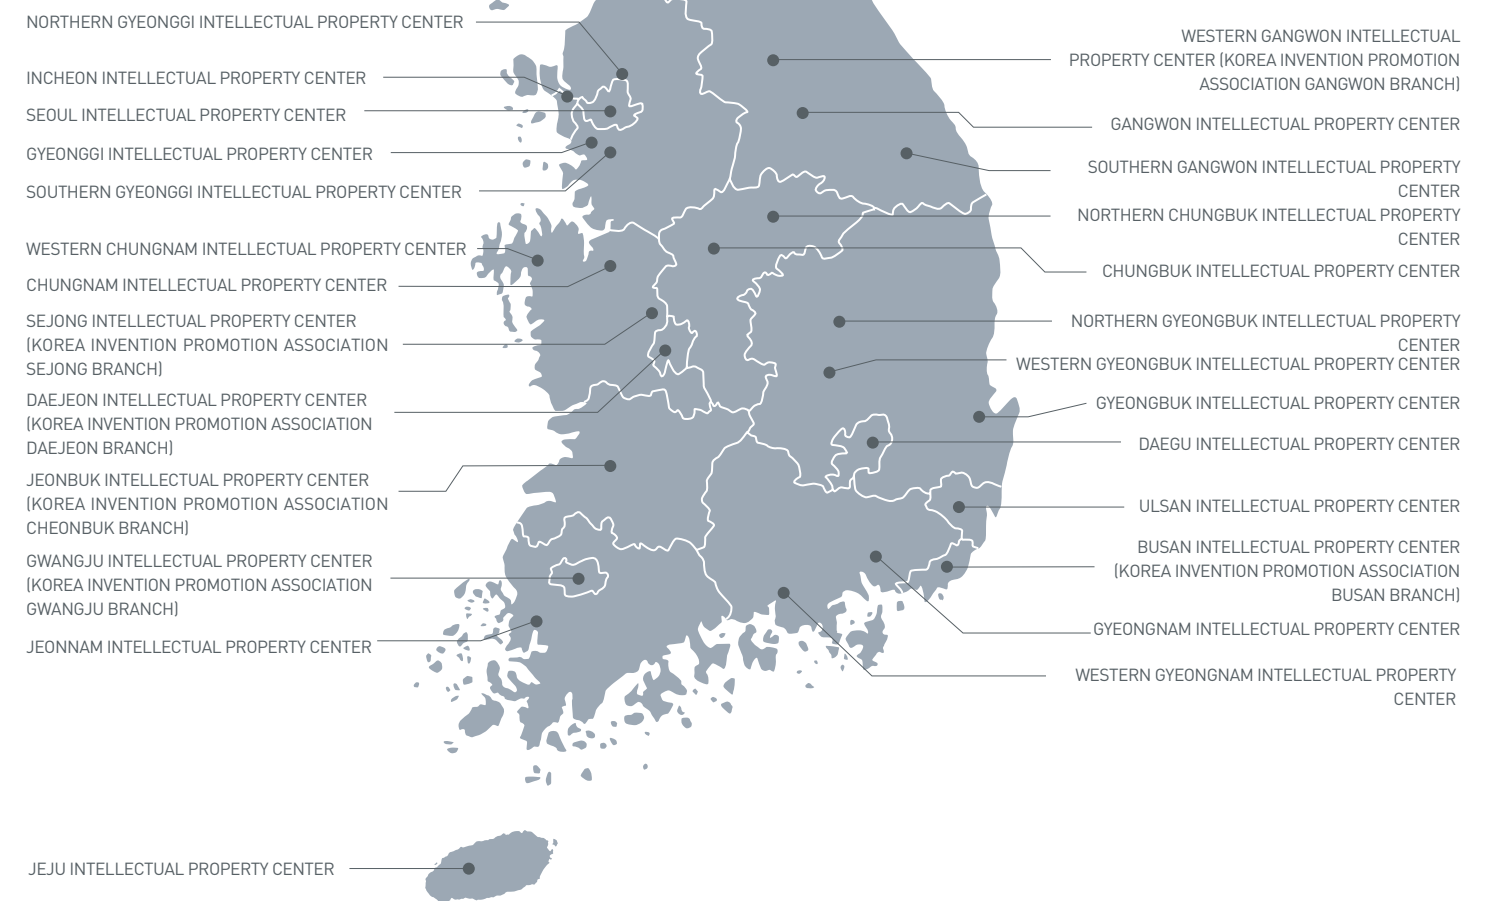 NORTHERN GYEONGGI INTELLECTUAL PROPERTY CENTER
INCHEON INTELLECTUAL PROPERTY CENTER
SEOUL INTELLECTUAL PROPERTY CENTER
GYEONGGI INTELLECTUAL PROPERTY CENTER
SOUTHERN GYEONGGI INTELLECTUAL PROPERTY CENTER
WESTERN CHUNGNAM INTELLECTUAL PROPERTY CENTER
CHUNGNAM INTELLECTUAL PROPERTY CENTER
SEJONG INTELLECTUAL PROPERTY CENTER
(KOREA INVENTION PROMOTION ASSOCIATION
SEJONG BRANCH)
DAEJEON INTELLECTUAL PROPERTY CENTER
(KOREA INVENTION PROMOTION ASSOCIATION
DAEJEON BRANCH)
JEONBUK INTELLECTUAL PROPERTY CENTER
(KOREA INVENTION PROMOTION ASSOCIATION
CHEONBUK BRANCH)
GWANGJU INTELLECTUAL PROPERTY CENTER
(KOREA INVENTION PROMOTION ASSOCIATION
GWANGJU BRANCH)
JEONNAM INTELLECTUAL PROPERTY CENTER
JEJU INTELLECTUAL PROPERTY CENTER
WESTERN GANGWON INTELLECTUAL
PROPERTY CENTER (KOREA INVENTION PROMOTION
ASSOCIATION GANGWON BRANCH)
GANGWON INTELLECTUAL PROPERTY CENTER
SOUTHERN GANGWON INTELLECTUAL PROPERTY
CENTER
NORTHERN CHUNGBUK INTELLECTUAL PROPERTY
CENTER
CHUNGBUK INTELLECTUAL PROPERTY CENTER
NORTHERN GYEONGBUK INTELLECTUAL PROPERTY
CENTER
WESTERN GYEONGBUK INTELLECTUAL PROPERTY CENTER
GYEONGBUK INTELLECTUAL PROPERTY CENTER
DAEGU INTELLECTUAL PROPERTY CENTER
ULSAN INTELLECTUAL PROPERTY CENTER
BUSAN INTELLECTUAL PROPERTY CENTER
(KOREA INVENTION PROMOTION ASSOCIATION
BUSAN BRANCH)
GYEONGNAM INTELLECTUAL PROPERTY CENTER
WESTERN GYEONGNAM INTELLECTUAL PROPERTY
CENTER